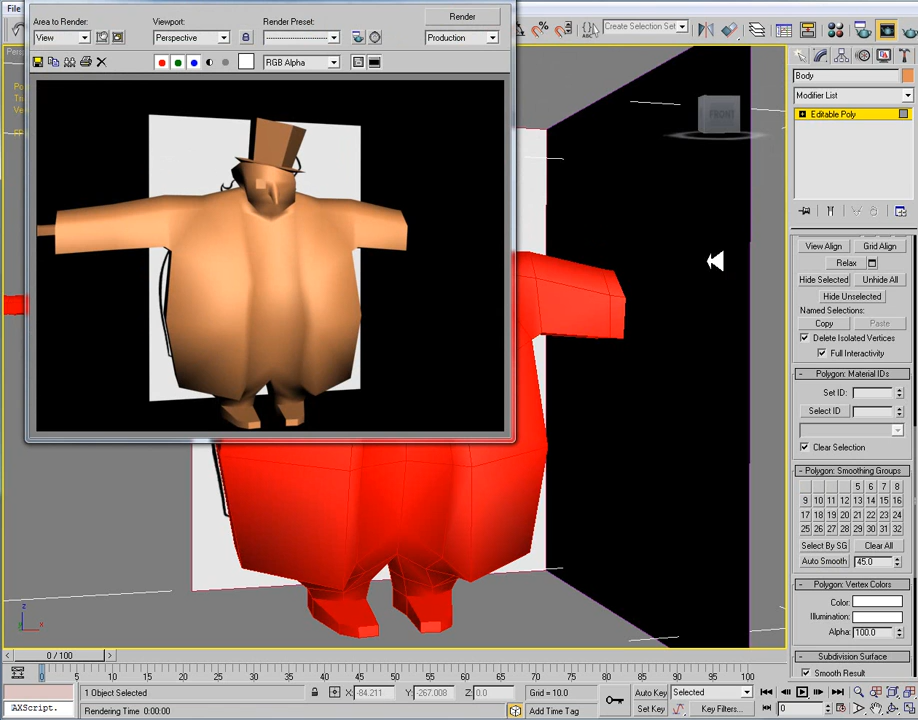 File
Area to Render:
Viewport:
Render Preset:
Render
View
Perspective
Production
RGB Alpha
Create Selection Set
FRONT
Body
Modifier List
Editable Poly
View Align
Grid Align
Relax
Hide Selected
Unhide All
Hide Unselected
Named Selections:
Copy
Paste
Delete Isolated Vertices
Full Interactivity
- Polygon: Material IDs
Set ID:
Select ID
Clear Selection
- Polygon: Smoothing Groups
5 6 7 8
9 10 11 12 13 14 15 16
17 18 19 20 21 22 23 24
25 26 27 28 29 30 31 32
Select By SG
Clear All
Auto Smooth
45.0
- Polygon: Vertex Colors
Color:
Illumination:
Alpha: 100.0
- Subdivision Surface
Smooth Result
z
x
0 / 100
0 5 10 15 20 25 30 35 40 45 50 55 60 65 70 75 80 85 90 95 100
1 Object Selected
X: -84.211
Y: -267.008
Z: 0.0
Grid = 10.0
Auto Key
Selected
AXScript.
Rendering Time 0:00:00
Add Time Tag
Set Key
Key Filters...
0